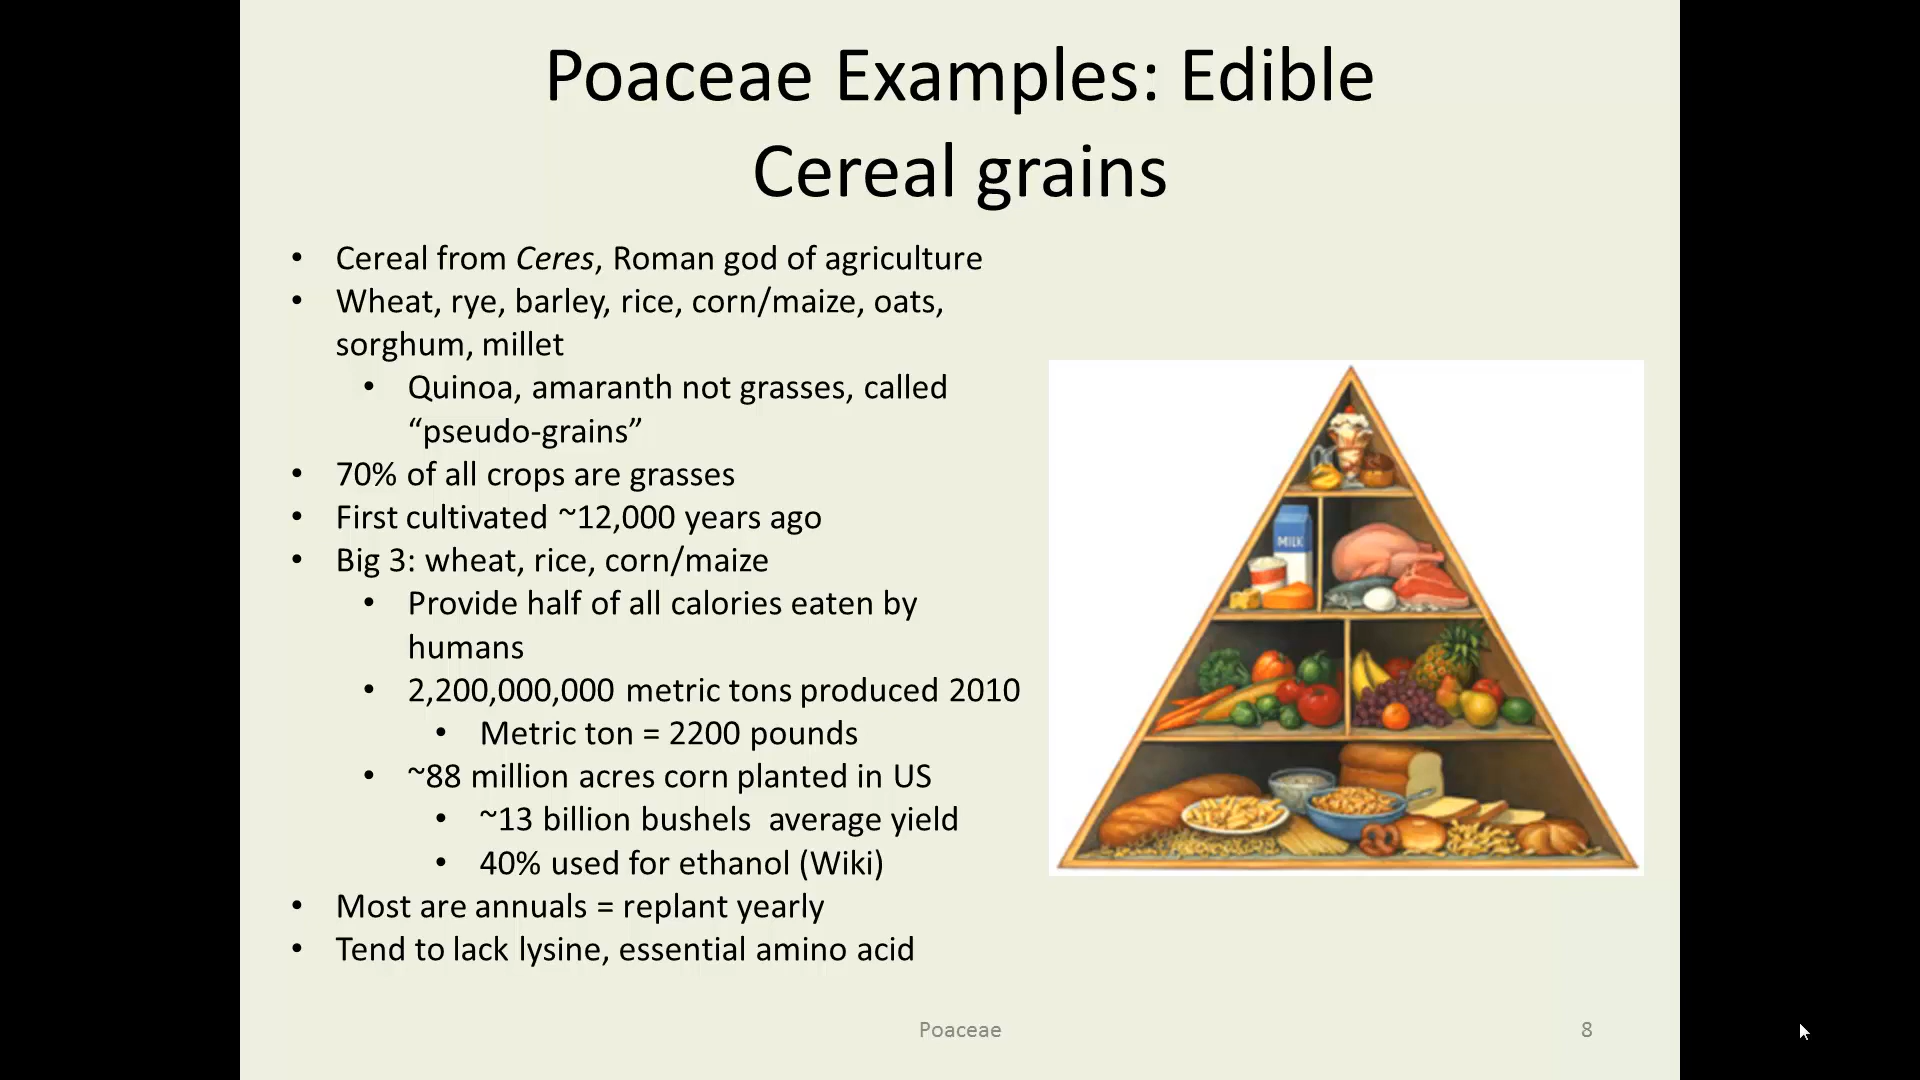 Poaceae Examples: Edible
Cereal grains
• Cereal from Ceres, Roman god of agriculture
• Wheat, rye, barley, rice, corn/maize, oats,
sorghum, millet
• Quinoa, amaranth not grasses, called
“pseudo-grains”
• 70% of all crops are grasses
• First cultivated ~12,000 years ago
• Big 3: wheat, rice, corn/maize
• Provide half of all calories eaten by
humans
• 2,200,000,000 metric tons produced 2010
• Metric ton = 2200 pounds
• ~88 million acres corn planted in US
• ~13 billion bushels  average yield
• 40% used for ethanol (Wiki)
• Most are annuals = replant yearly
• Tend to lack lysine, essential amino acid
MILK
Poaceae
8